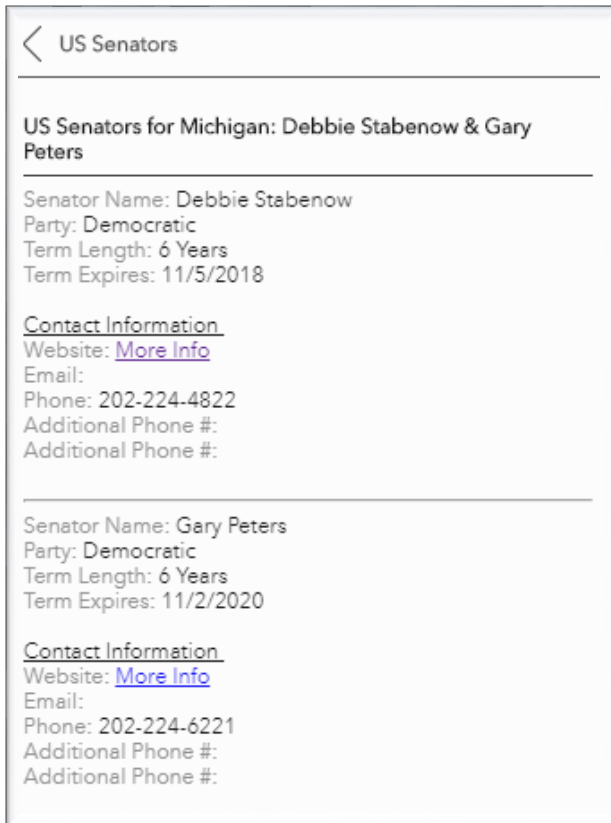 US Senators
US Senators for Michigan: Debbie Stabenow & Gary
Peters
Senator Name: Debbie Stabenow
Party: Democratic
Term Length: 6 Years
Term Expires: 11/5/2018
Contact Information
Website: More Info
Email:
Phone: 202-224-4822
Additional Phone #:
Additional Phone #:
Senator Name: Gary Peters
Party: Democratic
Term Length: 6 Years
Term Expires: 11/2/2020
Contact Information
Website: More Info
Email:
Phone: 202-224-6221
Additional Phone #:
Additional Phone #: